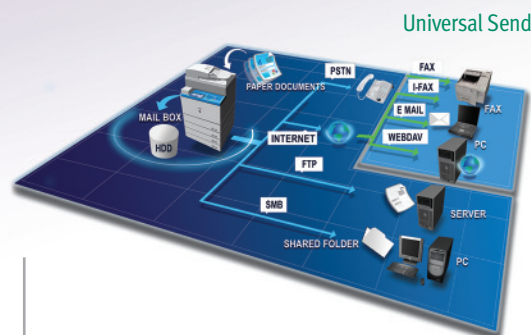 Universal Send
PSTN
FAX
PAPER DOCUMENTS
I-FAX
FAX
MAIL BOX
E MAIL
HDD
INTERNET
WEBDAV
PC
FTP
SERVER
SMB
SHARED FOLDER
PC